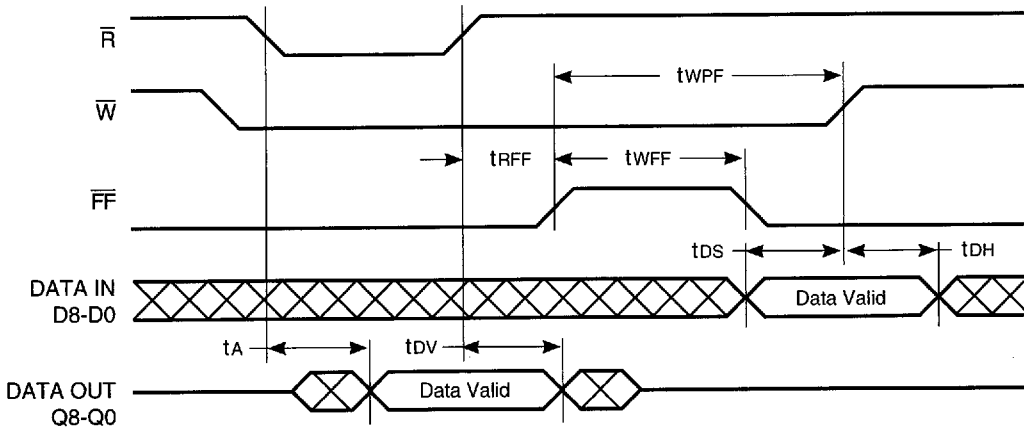 R̅
tWPF
W̅
tRFF
tWFF
F̅F̅
tDS
tDH
DATA IN
D8-D0
Data Valid
tA
tDV
DATA OUT
Q8-Q0
Data Valid